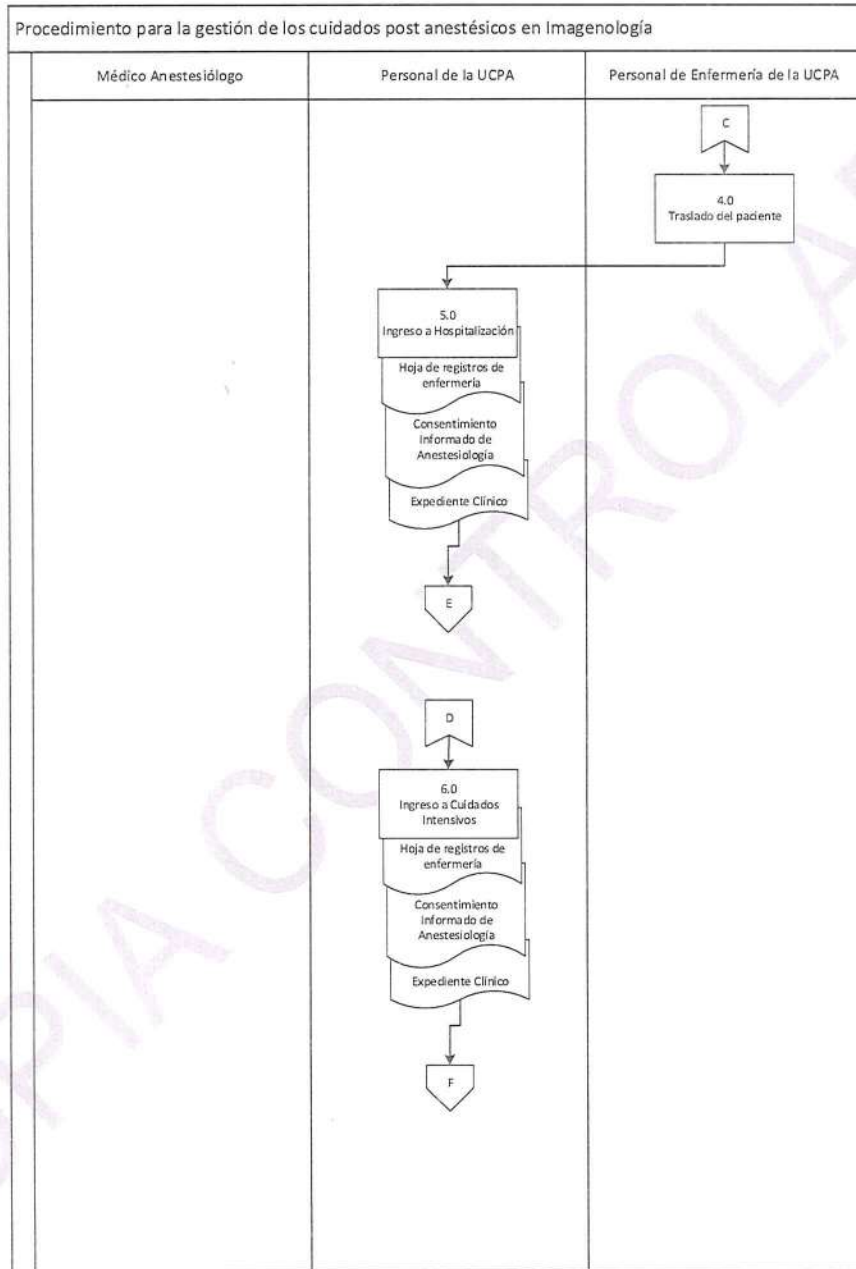 Procedimiento para la gestión de los cuidados post anestésicos en Imagenología
Médico Anestesiólogo
Personal de la UCPA
Personal de Enfermería de la UCPA
C
4.0
Traslado del paciente
5.0
Ingreso a Hospitalización
Hoja de registros de
enfermería
Consentimiento
Informado de
Anestesiología
Expediente Clínico
E
D
6.0
Ingreso a Cuidados
Intensivos
Hoja de registros de
enfermería
Consentimiento
Informado de
Anestesiología
Expediente Clínico
F
PIA CONTROLA